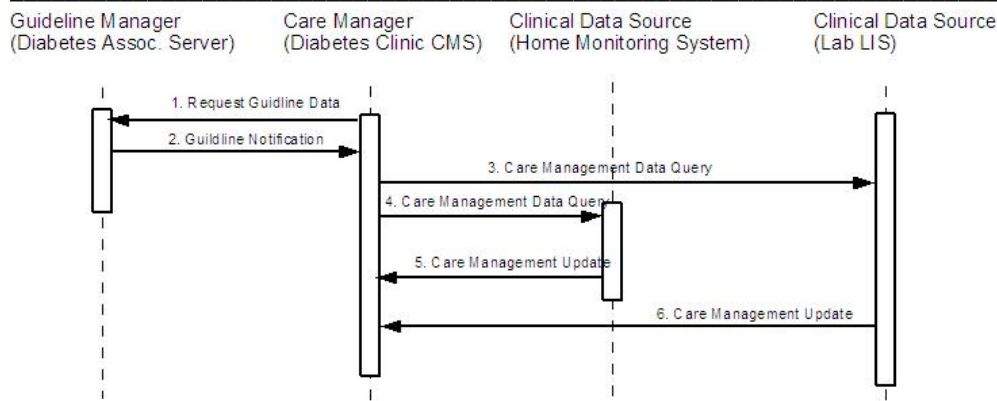 Guideline Manager
(Diabetes Assoc. Server)
Care Manager
(Diabetes Clinic CMS)
Clinical Data Source
(Home Monitoring System)
Clinical Data Source
(Lab LIS)
1. Request Guidline Data
2. Guildline Notification
3. Care Management Data Query
4. Care Management Data Query
5. Care Management Update
6. Care Management Update